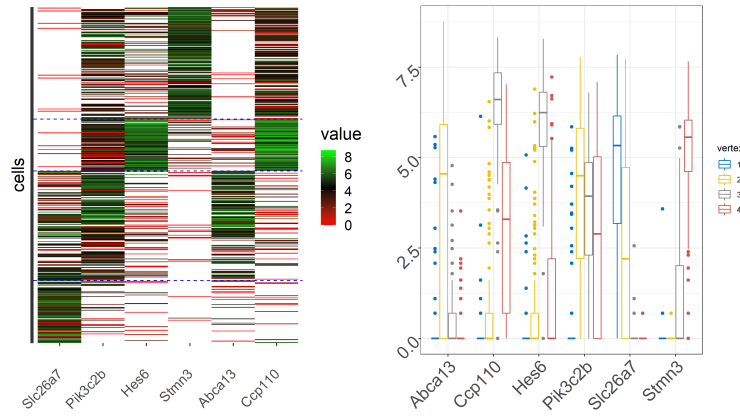 cells
value
8
6
4
2
0
Slc26a7
Pik3c2b
Hes6
Stmn3
Abca13
Ccp110
7.5
5.0
2.5
0.0
Abca13
Ccp110
Hes6
Pik3c2b
Slc26a7
Stmn3
1
2
3
4